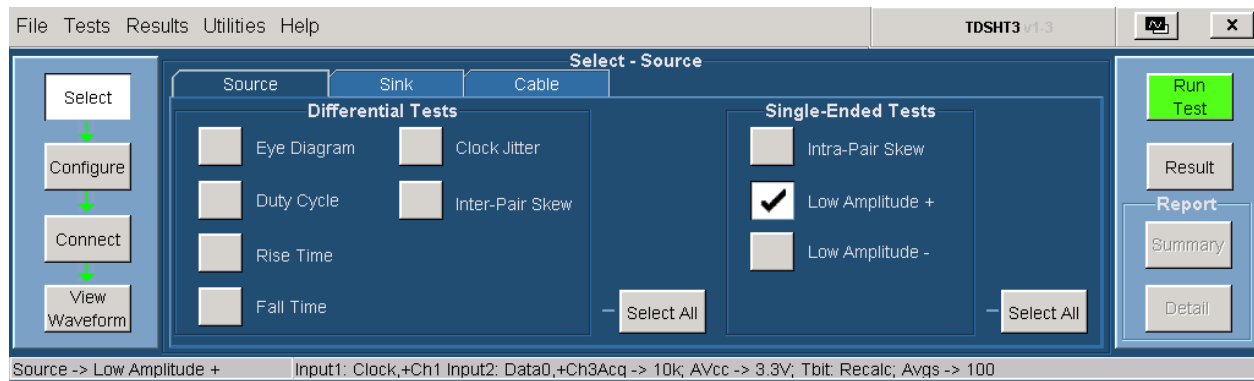 File Tests Results Utilities Help
TDSHT3 v1-3
x
Select - Source
Select
Configure
Connect
View
Waveform
Source Sink Cable
Differential Tests
Eye Diagram Clock Jitter
Duty Cycle Inter-Pair Skew
Rise Time
Fall Time
Select All
Single-Ended Tests
Intra-Pair Skew
Low Amplitude +
Low Amplitude -
Select All
Run
Test
Result
Report
Summary
Detail
Source -> Low Amplitude + Input1: Clock,+Ch1 Input2: Data0,+Ch3Acq -> 10k; AVcc -> 3.3V; Tbit: Recalc; Avgs -> 100